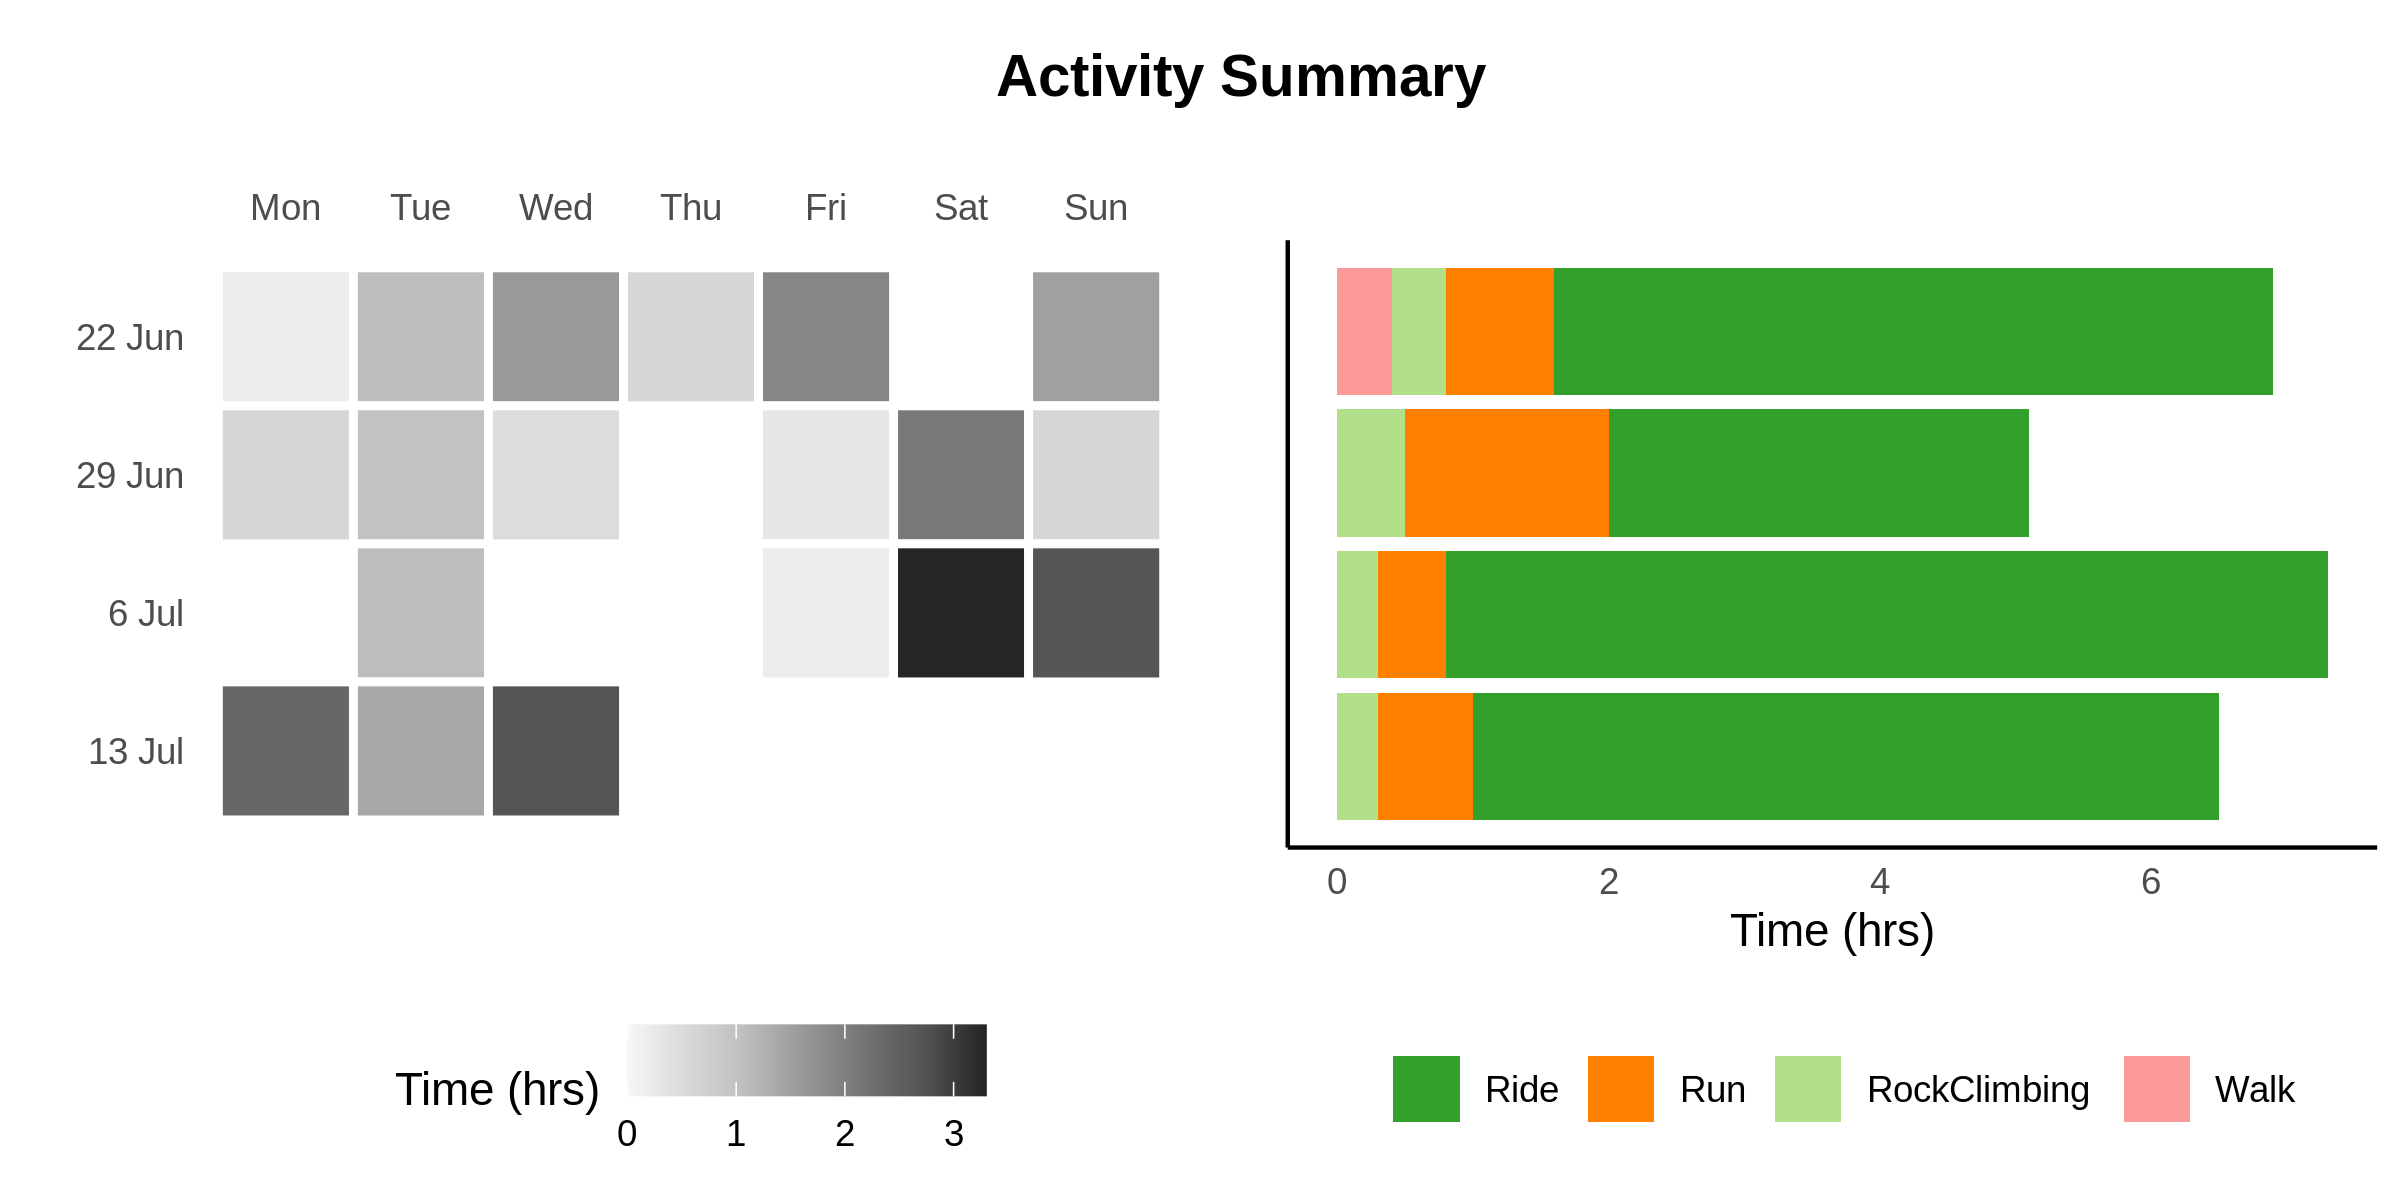 Activity Summary
Mon Tue Wed Thu Fri Sat Sun
22 Jun
29 Jun
6 Jul
13 Jul
0 2 4 6
Time (hrs)
Time (hrs)
0 1 2 3
Ride Run RockClimbing Walk